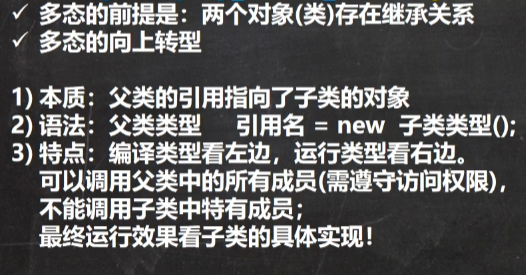 ✓ 多态的前提是：两个对象(类)存在继承关系
✓ 多态的向上转型
1) 本质：父类的引用指向了子类的对象
2) 语法：父类类型 引用名 = new 子类类型();
3) 特点：编译类型看左边，运行类型看右边。
可以调用父类中的所有成员(需遵守访问权限)，
不能调用子类中特有成员；
最终运行效果看子类的具体实现！